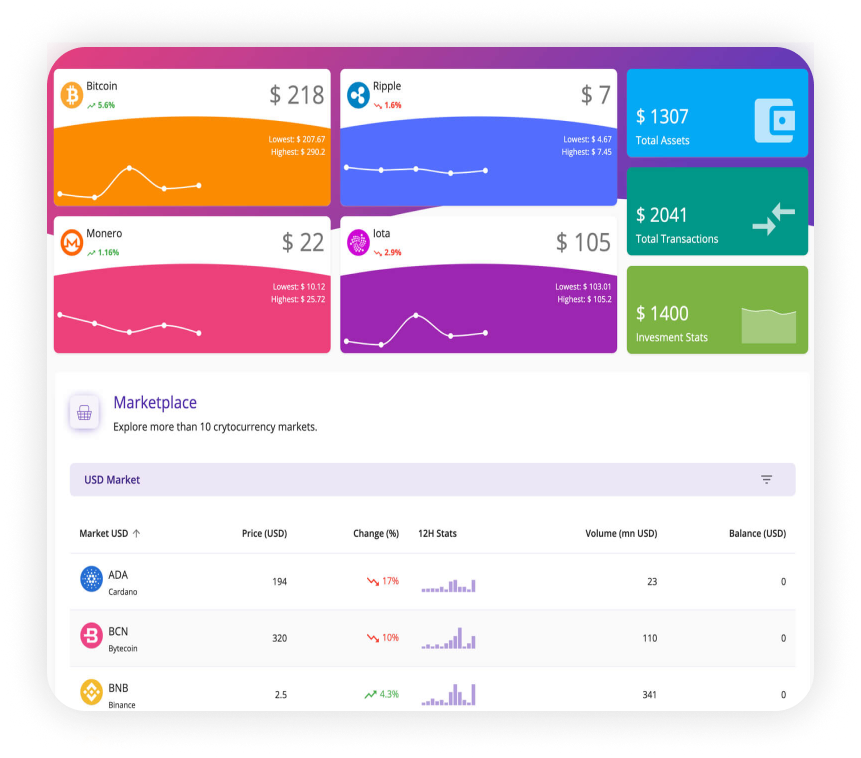 Bitcoin
5.6%
$ 218
Lowest: $ 207.67
Highest: $ 290.2
Ripple
1.6%
$ 7
Lowest: $ 4.67
Highest: $ 7.45
$ 1307
Total Assets
Monero
1.16%
$ 22
Lowest: $ 10.12
Highest: $ 25.72
Iota
2.9%
$ 105
Lowest: $ 103.01
Highest: $ 105.2
$ 2041
Total Transactions
$ 1400
Invesment Stats
Marketplace
Explore more than 10 crytocurrency markets.
USD Market
Market USD Price (USD) Change (%) 12H Stats Volume (mn USD) Balance (USD)
ADA
Cardano
194 17% 23 0
BCN
Bytecoin
320 10% 110 0
BNB
Binance
2.5 4.3% 341 0